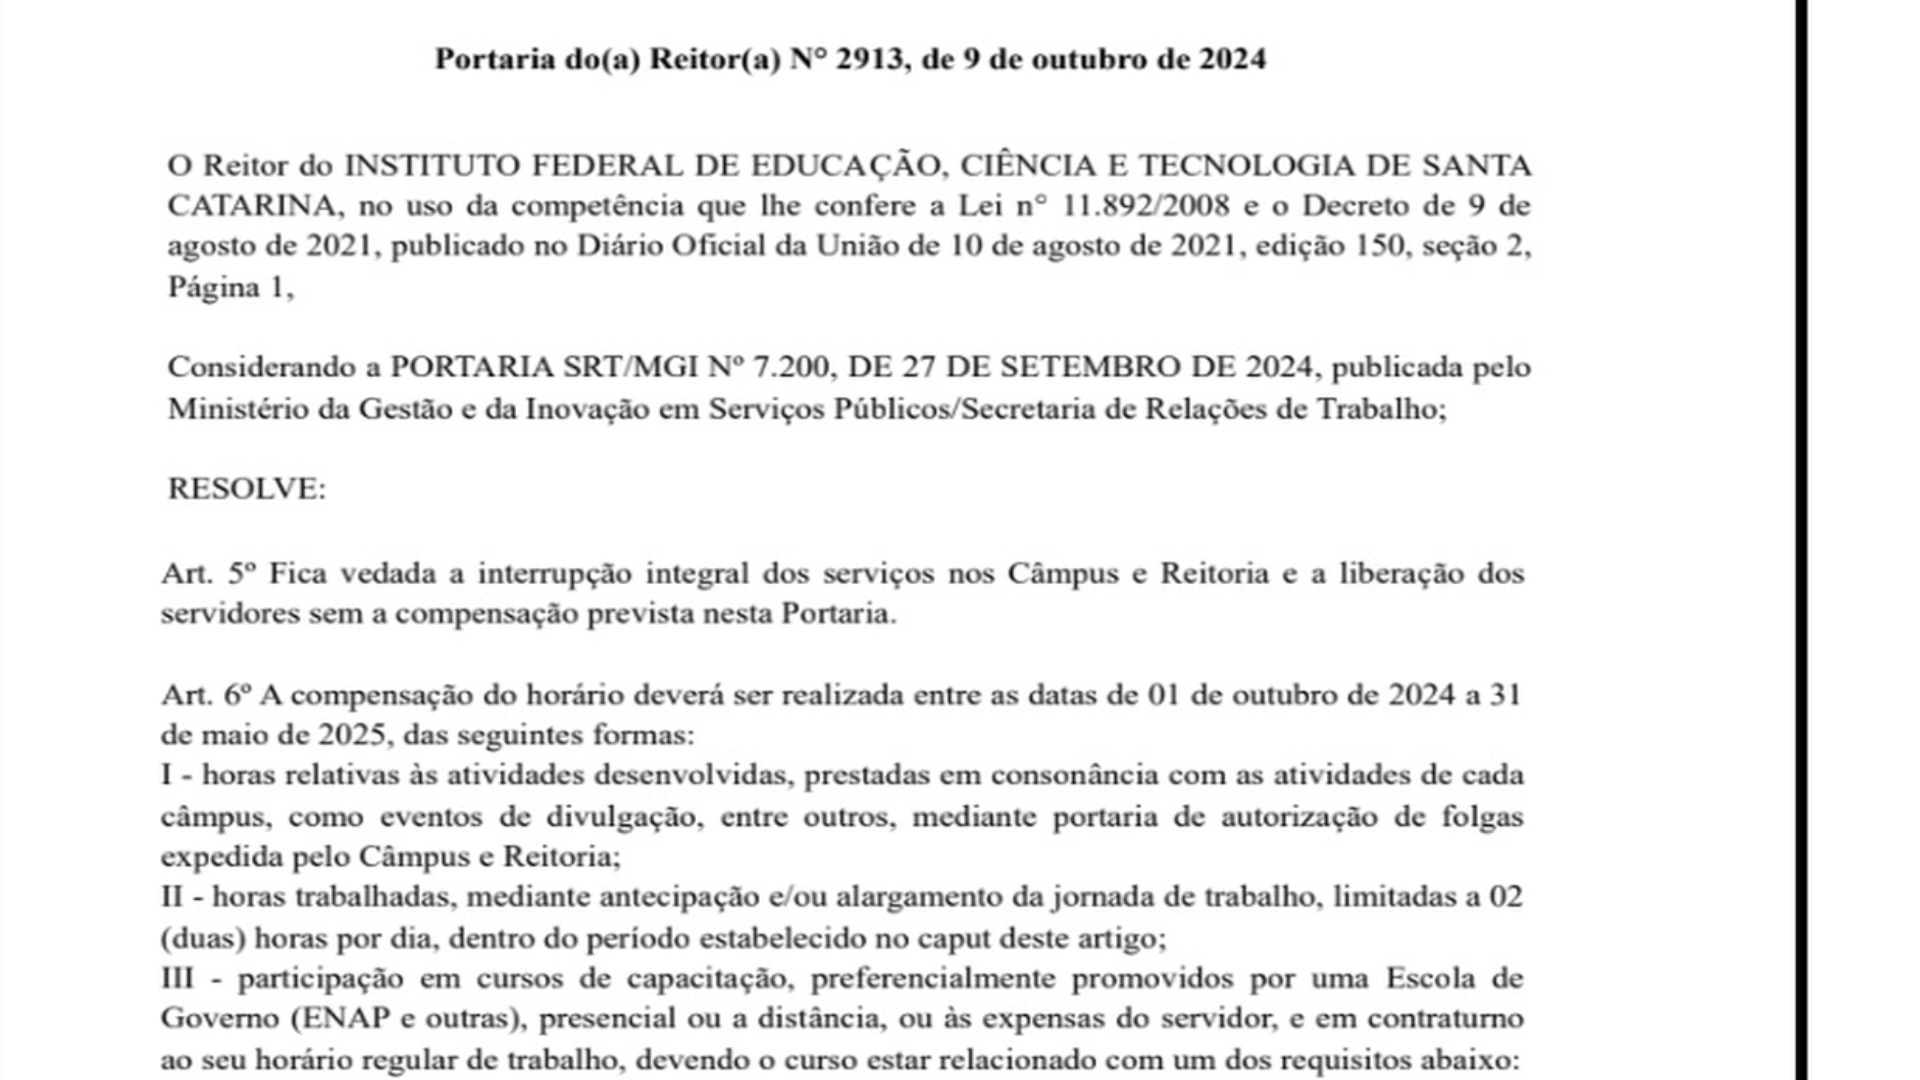 Portaria do(a) Reitor(a) N° 2913, de 9 de outubro de 2024
O Reitor do INSTITUTO FEDERAL DE EDUCAÇÃO, CIÊNCIA E TECNOLOGIA DE SANTA
CATARINA, no uso da competência que lhe confere a Lei n° 11.892/2008 e o Decreto de 9 de
agosto de 2021, publicado no Diário Oficial da União de 10 de agosto de 2021, edição 150, seção 2,
Página 1,
Considerando a PORTARIA SRT/MGI Nº 7.200, DE 27 DE SETEMBRO DE 2024, publicada pelo
Ministério da Gestão e da Inovação em Serviços Públicos/Secretaria de Relações de Trabalho;
RESOLVE:
Art. 5º Fica vedada a interrupção integral dos serviços nos Câmpus e Reitoria e a liberação dos
servidores sem a compensação prevista nesta Portaria.
Art. 6º A compensação do horário deverá ser realizada entre as datas de 01 de outubro de 2024 a 31
de maio de 2025, das seguintes formas:
I - horas relativas às atividades desenvolvidas, prestadas em consonância com as atividades de cada
câmpus, como eventos de divulgação, entre outros, mediante portaria de autorização de folgas
expedida pelo Câmpus e Reitoria;
II - horas trabalhadas, mediante antecipação e/ou alargamento da jornada de trabalho, limitadas a 02
(duas) horas por dia, dentro do período estabelecido no caput deste artigo;
III - participação em cursos de capacitação, preferencialmente promovidos por uma Escola de
Governo (ENAP e outras), presencial ou a distância, ou às expensas do servidor, e em contraturno
ao seu horário regular de trabalho, devendo o curso estar relacionado com um dos requisitos abaixo: